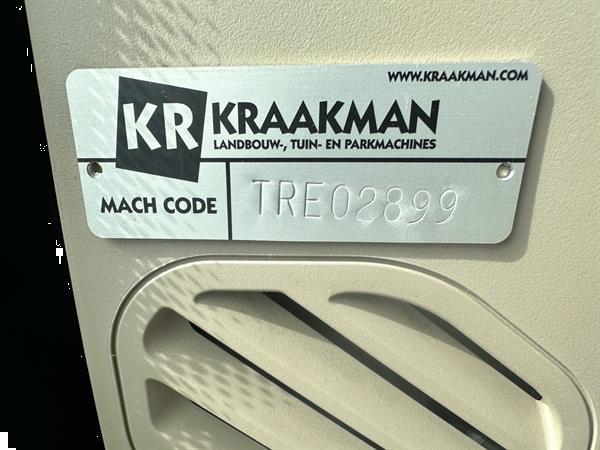 WWW.KRAAKMAN.COM
KR KRAAKMAN
LANDBOUW-, TUIN- EN PARKMACHINES
MACH CODE TRE02899